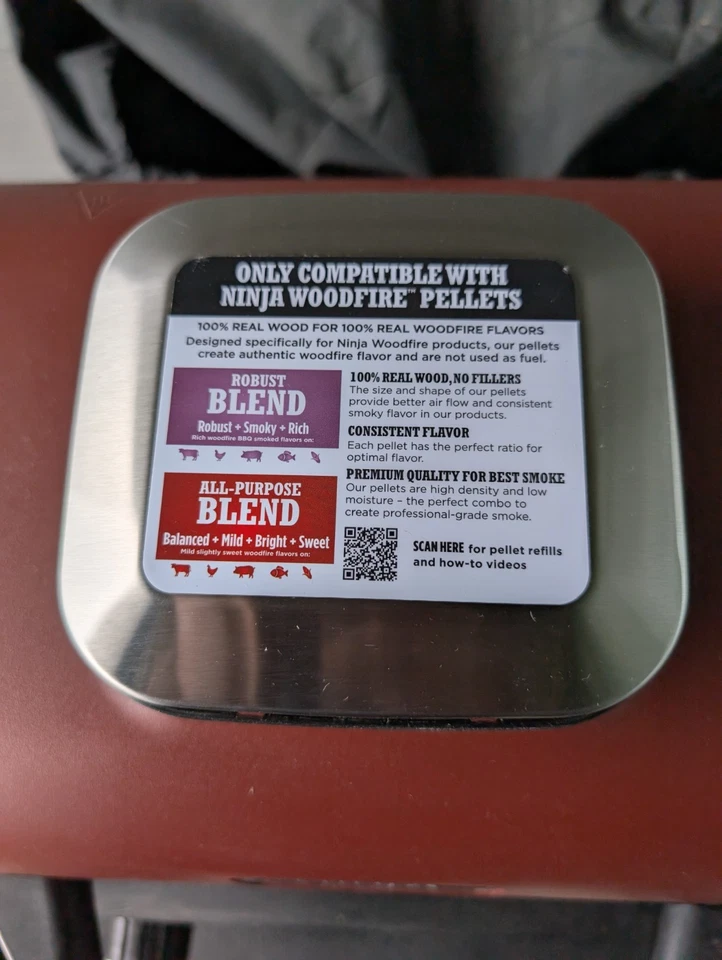 ONLY COMPATIBLE WITH
NINJA WOODFIRE™ PELLETS
100% REAL WOOD FOR 100% REAL WOODFIRE FLAVORS
Designed specifically for Ninja Woodfire products, our pellets
create authentic woodfire flavor and are not used as fuel.
ROBUST
BLEND
Robust + Smoky + Rich
Rich woodfire BBQ smoked flavors on:
ALL-PURPOSE
BLEND
Balanced + Mild + Bright + Sweet
Mild slightly sweet woodfire flavors on:
100% REAL WOOD, NO FILLERS
The size and shape of our pellets
provide better air flow and consistent
smoky flavor in our products.
CONSISTENT FLAVOR
Each pellet has the perfect ratio for
optimal flavor.
PREMIUM QUALITY FOR BEST SMOKE
Our pellets are high density and low
moisture – the perfect combo to
create professional-grade smoke.
SCAN HERE for pellet refills
and how-to videos